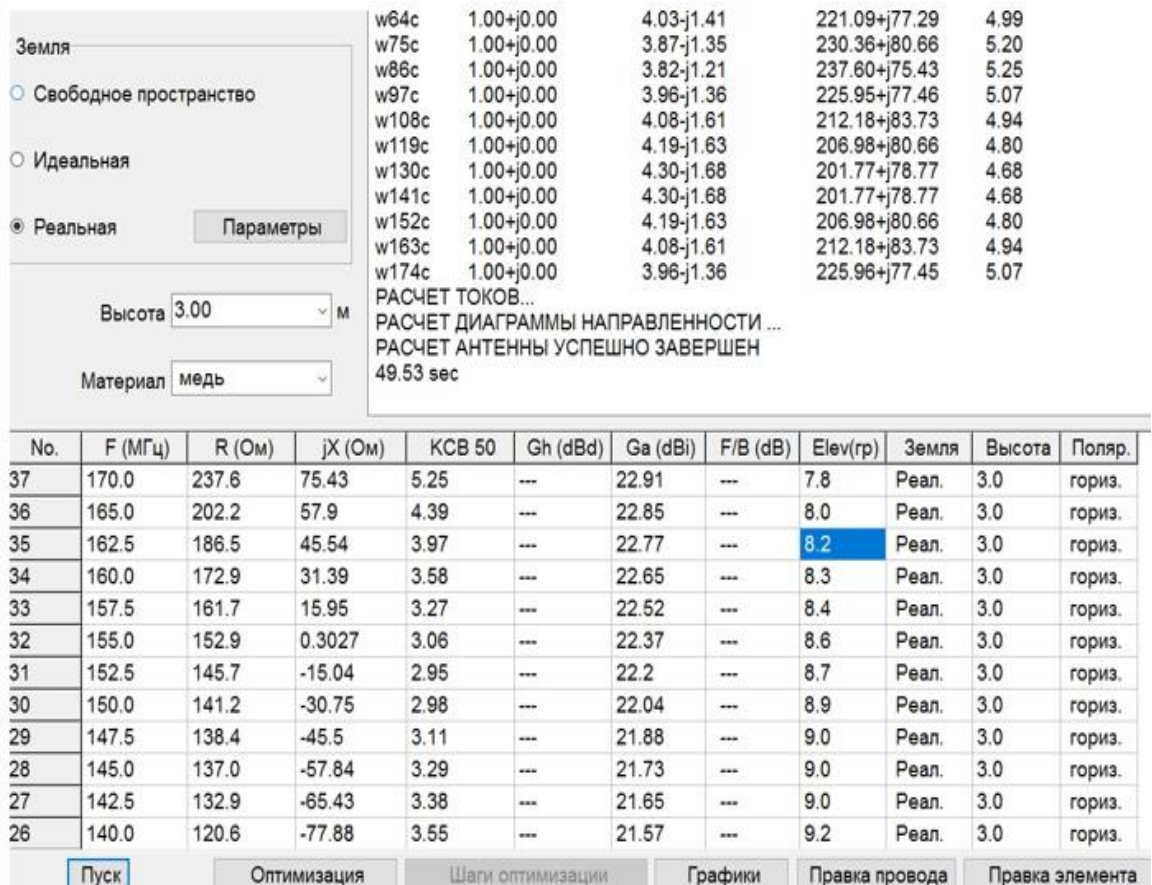 Земля
Свободное пространство
Идеальная
Реальная Параметры
Высота 3.00 м
Материал медь
w64c 1.00+j0.00 4.03-j1.41 221.09+j77.29 4.99
w75c 1.00+j0.00 3.87-j1.35 230.36+j80.66 5.20
w86c 1.00+j0.00 3.82-j1.21 237.60+j75.43 5.25
w97c 1.00+j0.00 3.96-j1.36 225.95+j77.46 5.07
w108c 1.00+j0.00 4.08-j1.61 212.18+j83.73 4.94
w119c 1.00+j0.00 4.19-j1.63 206.98+j80.66 4.80
w130c 1.00+j0.00 4.30-j1.68 201.77+j78.77 4.68
w141c 1.00+j0.00 4.30-j1.68 201.77+j78.77 4.68
w152c 1.00+j0.00 4.19-j1.63 206.98+j80.66 4.80
w163c 1.00+j0.00 4.08-j1.61 212.18+j83.73 4.94
w174c 1.00+j0.00 3.96-j1.36 225.96+j77.45 5.07
РАСЧЕТ ТОКОВ...
РАСЧЕТ ДИАГРАММЫ НАПРАВЛЕННОСТИ ...
РАСЧЕТ АНТЕННЫ УСПЕШНО ЗАВЕРШЕН
49.53 sec
No. F (МГц) R (Ом) jX (Ом) КСВ 50 Gh (dBd) Ga (dBi) F/B (dB) Elev(гр) Земля Высота Поляр.
37 170.0 237.6 75.43 5.25 --- 22.91 --- 7.8 Реал. 3.0 гориз.
36 165.0 202.2 57.9 4.39 --- 22.85 --- 8.0 Реал. 3.0 гориз.
35 162.5 186.5 45.54 3.97 --- 22.77 --- 8.2 Реал. 3.0 гориз.
34 160.0 172.9 31.39 3.58 --- 22.65 --- 8.3 Реал. 3.0 гориз.
33 157.5 161.7 15.95 3.27 --- 22.52 --- 8.4 Реал. 3.0 гориз.
32 155.0 152.9 0.3027 3.06 --- 22.37 --- 8.6 Реал. 3.0 гориз.
31 152.5 145.7 -15.04 2.95 --- 22.2 --- 8.7 Реал. 3.0 гориз.
30 150.0 141.2 -30.75 2.98 --- 22.04 --- 8.9 Реал. 3.0 гориз.
29 147.5 138.4 -45.5 3.11 --- 21.88 --- 9.0 Реал. 3.0 гориз.
28 145.0 137.0 -57.84 3.29 --- 21.73 --- 9.0 Реал. 3.0 гориз.
27 142.5 132.9 -65.43 3.38 --- 21.65 --- 9.0 Реал. 3.0 гориз.
26 140.0 120.6 -77.88 3.55 --- 21.57 --- 9.2 Реал. 3.0 гориз.
Пуск Оптимизация Шаги оптимизации Графики Правка провода Правка элемента